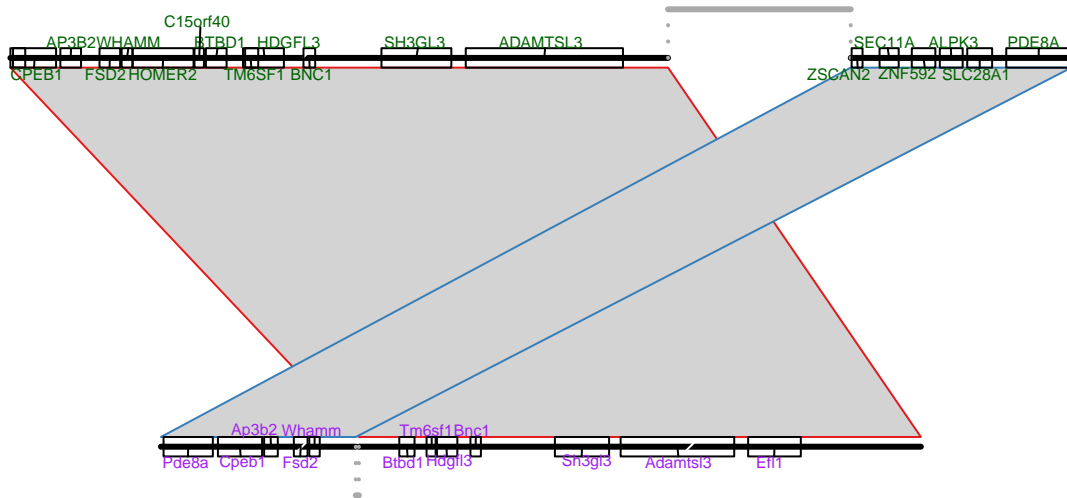 C15orf40
AP3B2 WHAMM BTBD1 HDGFL3 SH3GL3 ADAMTSL3 SEC11A ALPK3 PDE8A
CPEB1 FSD2 HOMER2 TM6SF1 BNC1 ZSCAN2 ZNF592 SLC28A1
Ap3b2 Whamm Tm6sf1 Bnc1
Pde8a Cpeb1 Fsd2 Btbd1 Hdgfl3 Sh3gl3 Adamtsl3 Efl1